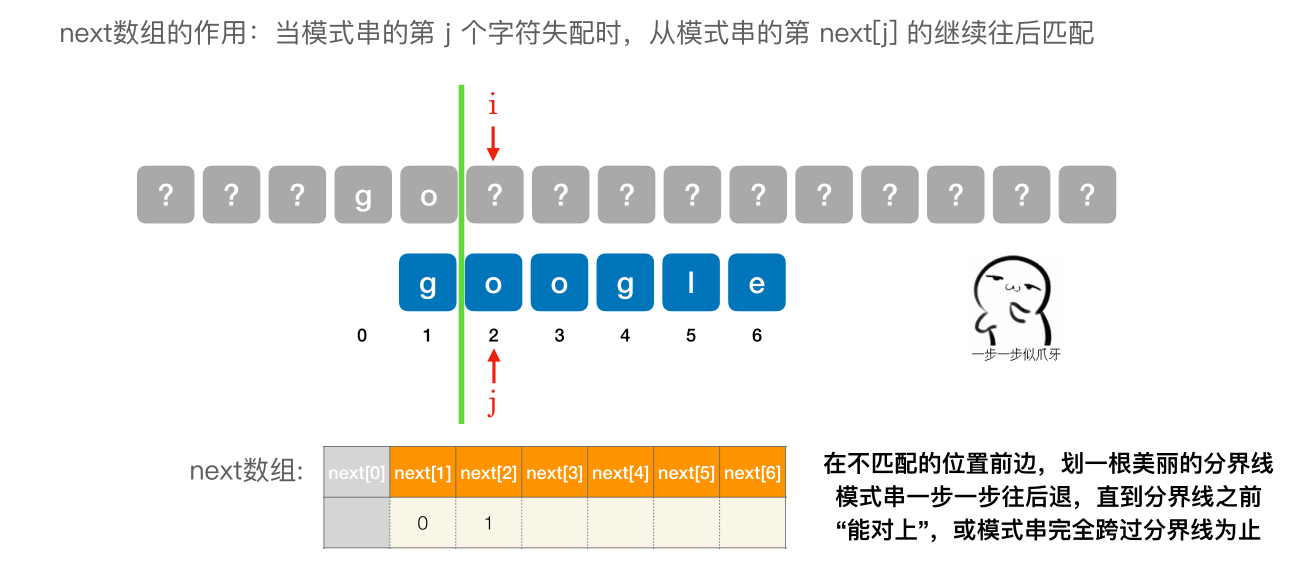 next数组的作用：当模式串的第 j 个字符失配时，从模式串的第 next[j] 的继续往后匹配
i
? ? ? g o ? ? ? ? ? ? ? ? ? ?
g o o g l e
0 1 2 3 4 5 6
j
一步一步似爪牙
next数组:
next[0] next[1] next[2] next[3] next[4] next[5] next[6]
0 1
在不匹配的位置前边，划一根美丽的分界线
模式串一步一步往后退，直到分界线之前
“能对上”，或模式串完全跨过分界线为止